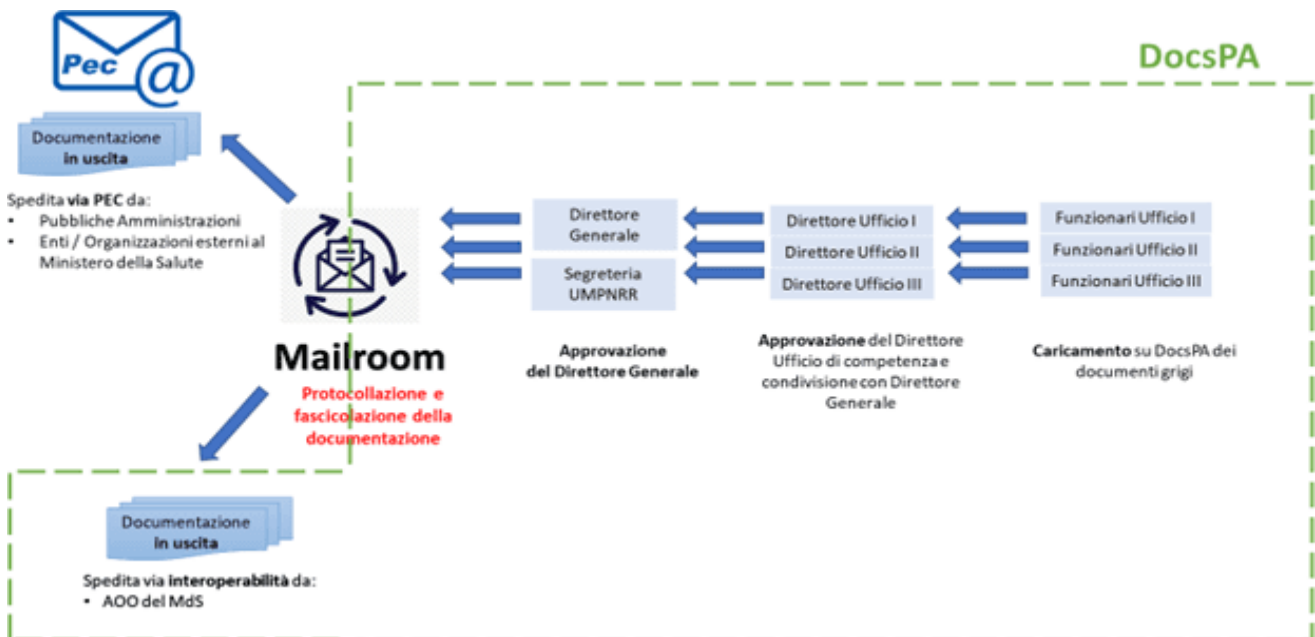 DocsPA
Pec
Documentazione
in uscita
Spedita via PEC da:
• Pubbliche Amministrazioni
• Enti / Organizzazioni esterni al
Ministero della Salute
Mailroom
Protocollazione e
fascicolazione della
documentazione
Direttore
Generale
Segreteria
UMPNRR
Approvazione
del Direttore Generale
Direttore Ufficio I
Direttore Ufficio II
Direttore Ufficio III
Approvazione del Direttore
Ufficio di competenza e
condivisione con Direttore
Generale
Funzionari Ufficio I
Funzionari Ufficio II
Funzionari Ufficio III
Caricamento su DocsPA dei
documenti grigi
Documentazione
in uscita
Spedita via interoperabilità da:
• AOO del MdS